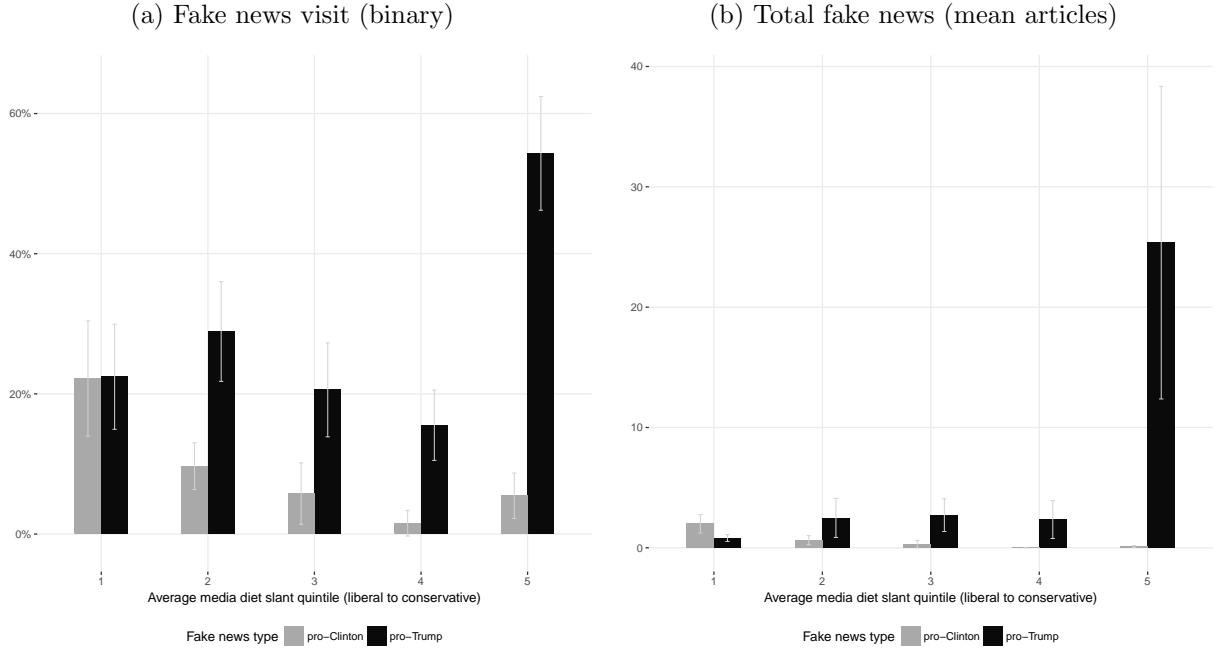 (a) Fake news visit (binary)
60%
40%
20%
0%
1 2 3 4 5
Average media diet slant quintile (liberal to conservative)
Fake news type pro−Clinton pro−Trump
(b) Total fake news (mean articles)
40
30
20
10
0
1 2 3 4 5
Average media diet slant quintile (liberal to conservative)
Fake news type pro−Clinton pro−Trump